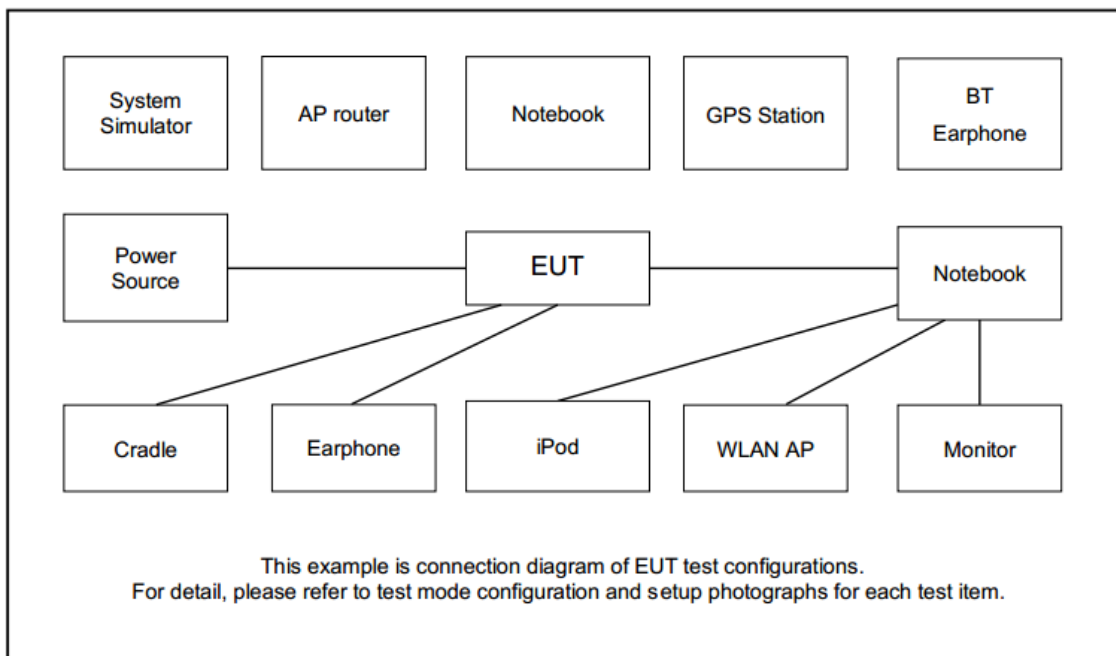 System
Simulator
AP router
Notebook
GPS Station
BT
Earphone
Power
Source
EUT
Notebook
Cradle
Earphone
iPod
WLAN AP
Monitor
This example is connection diagram of EUT test configurations.
For detail, please refer to test mode configuration and setup photographs for each test item.